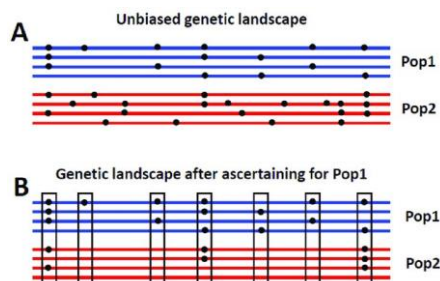 Unbiased genetic landscape
A
Pop1
Pop2
Genetic landscape after ascertaining for Pop1
B
Pop1
Pop2